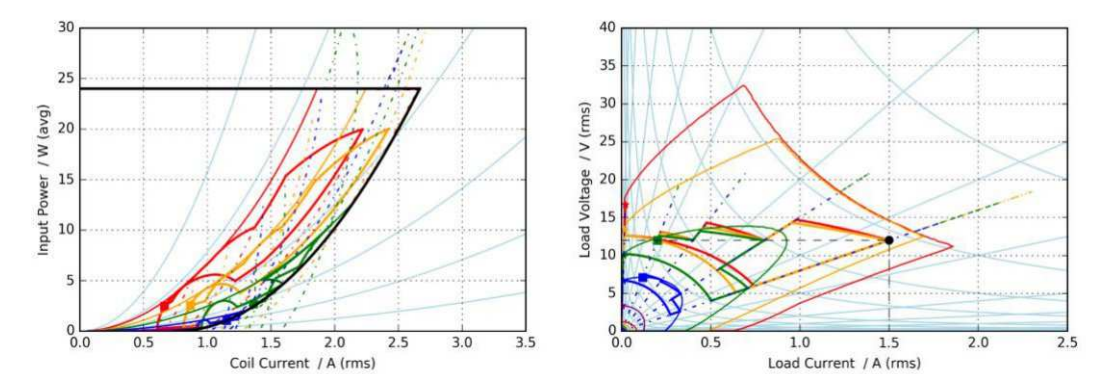 30
25
20
15
10
5
0
Input Power / W (avg)
0.0 0.5 1.0 1.5 2.0 2.5 3.0 3.5
Coil Current / A (rms)
40
35
30
25
20
15
10
5
0
Load Voltage / V (rms)
0.0 0.5 1.0 1.5 2.0 2.5
Load Current / A (rms)